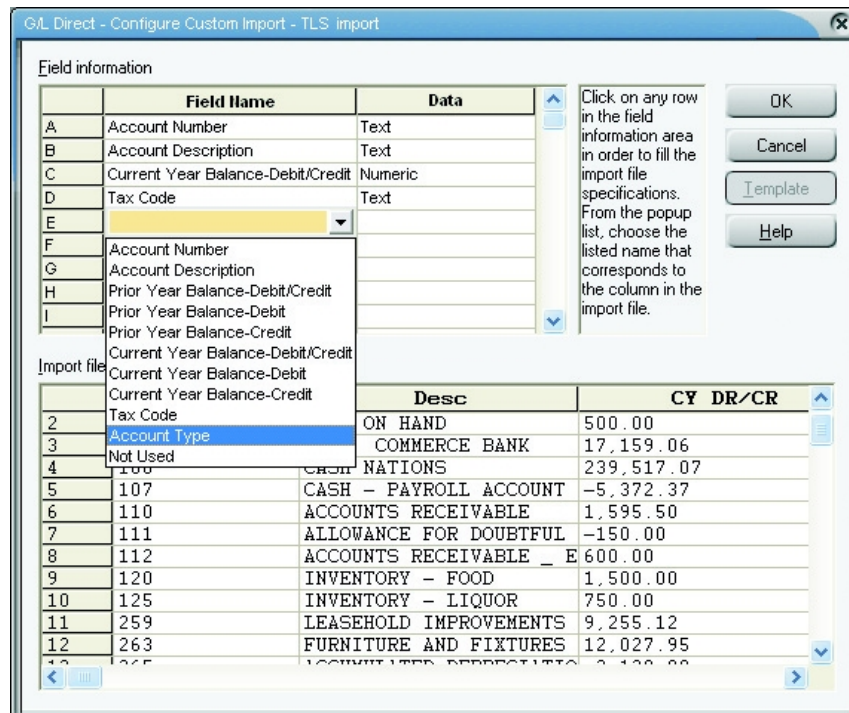 G/L Direct - Configure Custom Import - TLS import
Field information
Field Name Data
A Account Number Text
B Account Description Text
C Current Year Balance-Debit/Credit Numeric
D Tax Code Text
E
F
G
H
I
Account Number
Account Description
Prior Year Balance-Debit/Credit
Prior Year Balance-Debit
Prior Year Balance-Credit
Current Year Balance-Debit/Credit
Current Year Balance-Debit
Current Year Balance-Credit
Tax Code
Account Type
Not Used
Click on any row
in the field
information area
in order to fill the
import file
specifications.
From the popup
list, choose the
listed name that
corresponds to
the column in the
import file.
OK
Cancel
Template
Help
Import file
Desc CY DR/CR
2 ON HAND 500.00
3 COMMERCE BANK 17,159.06
4 CASH NATIONS 239,517.07
5 107 CASH - PAYROLL ACCOUNT -5,372.37
6 110 ACCOUNTS RECEIVABLE 1,595.50
7 111 ALLOWANCE FOR DOUBTFUL -150.00
8 112 ACCOUNTS RECEIVABLE _ E 600.00
9 120 INVENTORY - FOOD 1,500.00
10 125 INVENTORY - LIQUOR 750.00
11 259 LEASEHOLD IMPROVEMENTS 9,255.12
12 263 FURNITURE AND FIXTURES 12,027.95